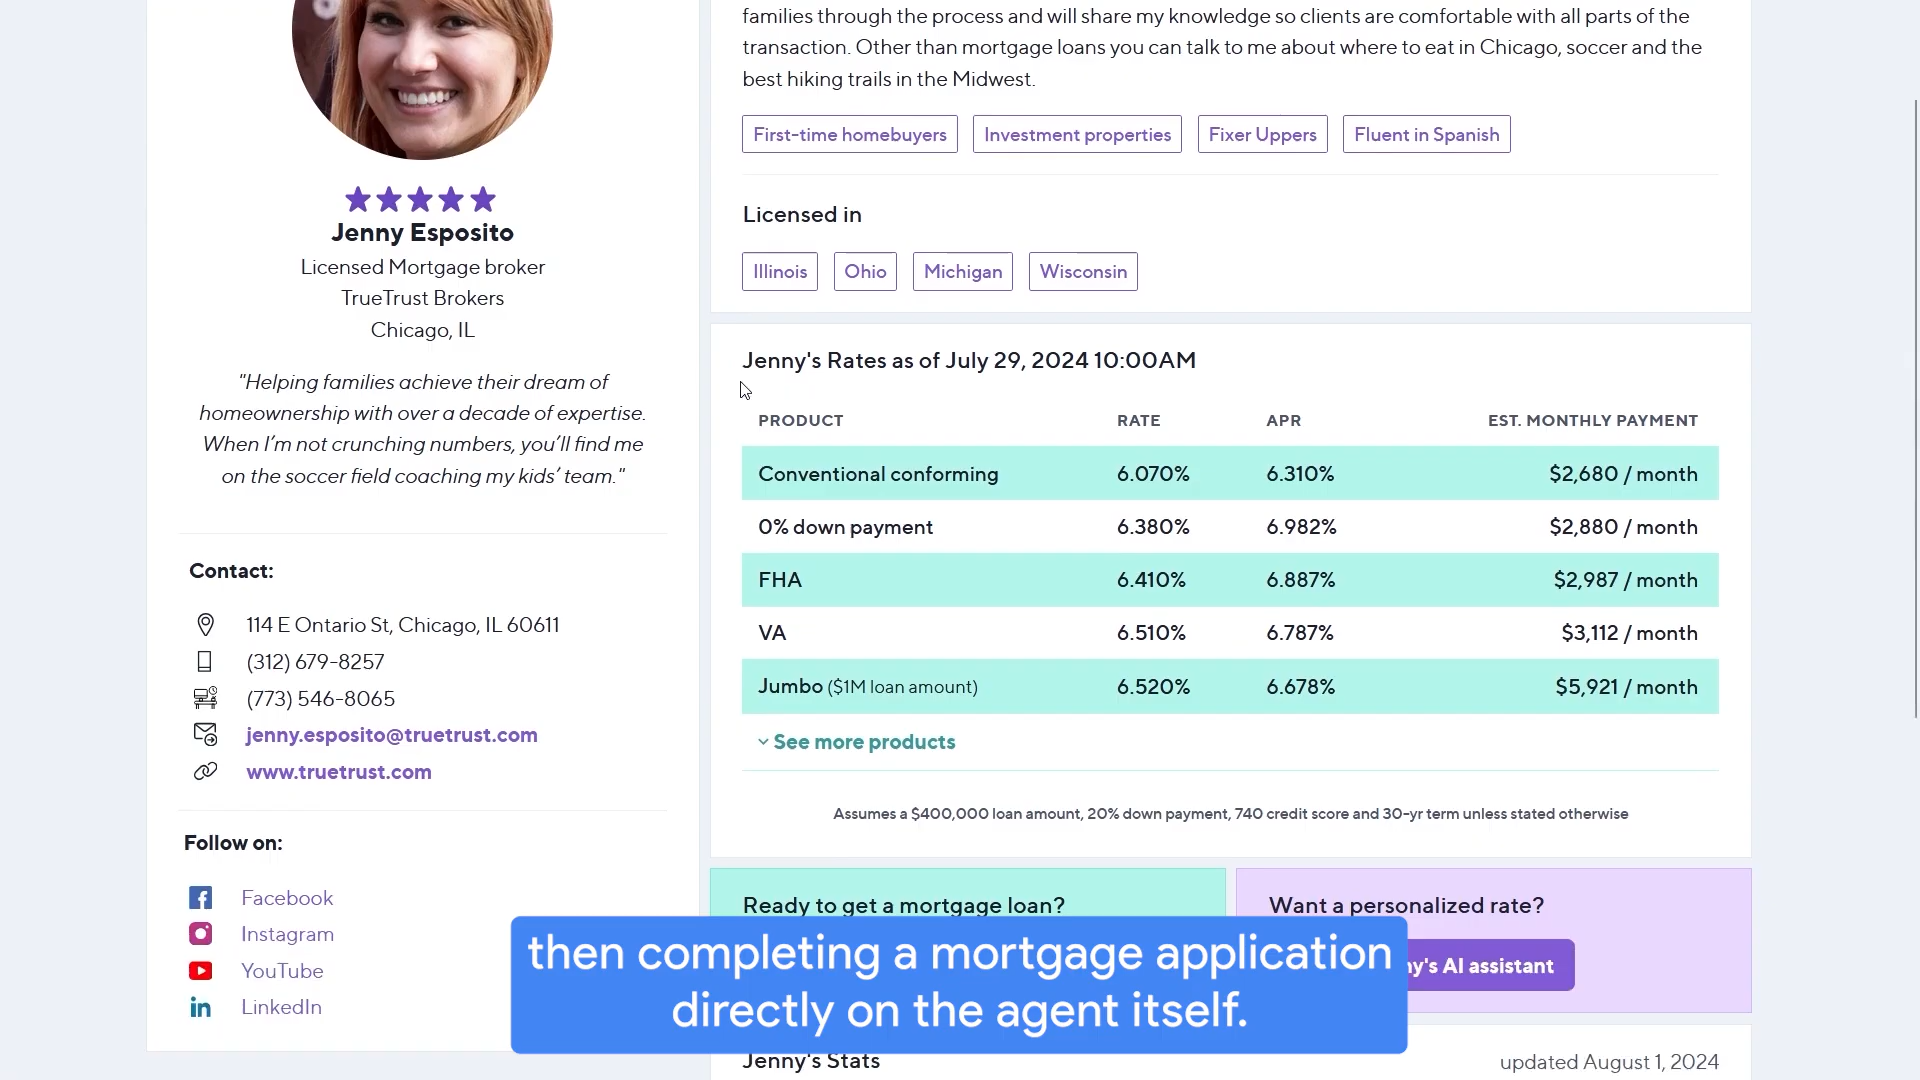 families through the process and will share my knowledge so clients are comfortable with all parts of the
transaction. Other than mortgage loans you can talk to me about where to eat in Chicago, soccer and the
best hiking trails in the Midwest.
First-time homebuyers
Investment properties
Fixer Uppers
Fluent in Spanish
Licensed in
Illinois
Ohio
Michigan
Wisconsin
Jenny Esposito
Licensed Mortgage broker
TrueTrust Brokers
Chicago, IL
"Helping families achieve their dream of
homeownership with over a decade of expertise.
When I'm not crunching numbers, you'll find me
on the soccer field coaching my kids' team."
Contact:
114 E Ontario St, Chicago, IL 60611
(312) 679-8257
(773) 546-8065
jenny.esposito@truetrust.com
www.truetrust.com
Follow on:
Facebook
Instagram
YouTube
LinkedIn
Jenny's Rates as of July 29, 2024 10:00AM
PRODUCT RATE APR EST. MONTHLY PAYMENT
Conventional conforming 6.070% 6.310% $2,680 / month
0% down payment 6.380% 6.982% $2,880 / month
FHA 6.410% 6.887% $2,987 / month
VA 6.510% 6.787% $3,112 / month
Jumbo ($1M loan amount) 6.520% 6.678% $5,921 / month
See more products
Assumes a $400,000 loan amount, 20% down payment, 740 credit score and 30-yr term unless stated otherwise
Ready to get a mortgage loan?
Want a personalized rate?
AI assistant
then completing a mortgage application
directly on the agent itself.
Jenny's Stats
updated August 1, 2024